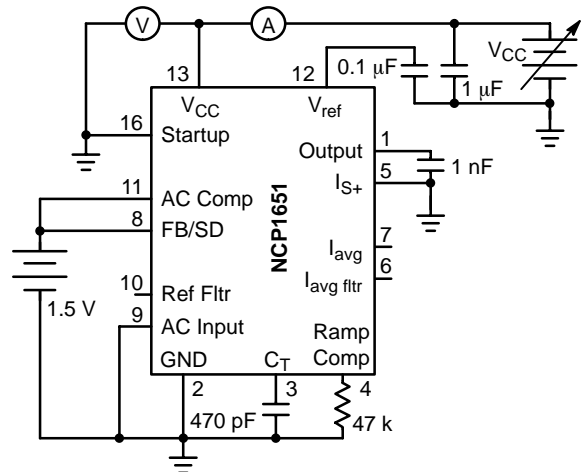 V
A
V_CC
13
12
0.1 μF
1 μF
V_CC
V_ref
16
Startup
Output
1
1 nF
I_S+
5
11
AC Comp
8
FB/SD
NCP1651
I_avg
7
I_avg fltr
6
1.5 V
10
Ref Fltr
9
AC Input
Ramp
Comp
GND
C_T
2
3
4
470 pF
47 k